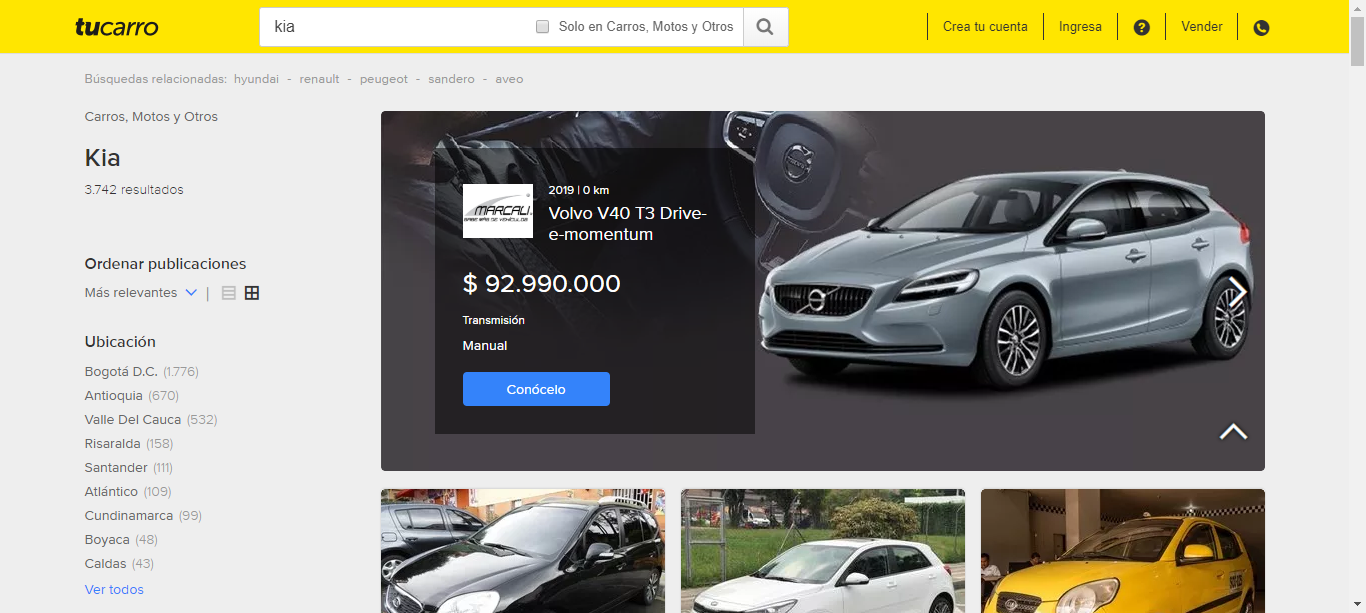 tucarro
kia
Solo en Carros, Motos y Otros
Crea tu cuenta
Ingresa
?
Vender
Búsquedas relacionadas: hyundai - renault - peugeot - sandero - aveo
Carros, Motos y Otros
Kia
3.742 resultados
Ordenar publicaciones
Más relevantes |
Ubicación
Bogotá D.C. (1.776)
Antioquia (670)
Valle Del Cauca (532)
Risaralda (158)
Santander (111)
Atlántico (109)
Cundinamarca (99)
Boyaca (48)
Caldas (43)
Ver todos
MARCALI
2019 | 0 km
Volvo V40 T3 Drive-
e-momentum
$ 92.990.000
Transmisión
Manual
Conócelo